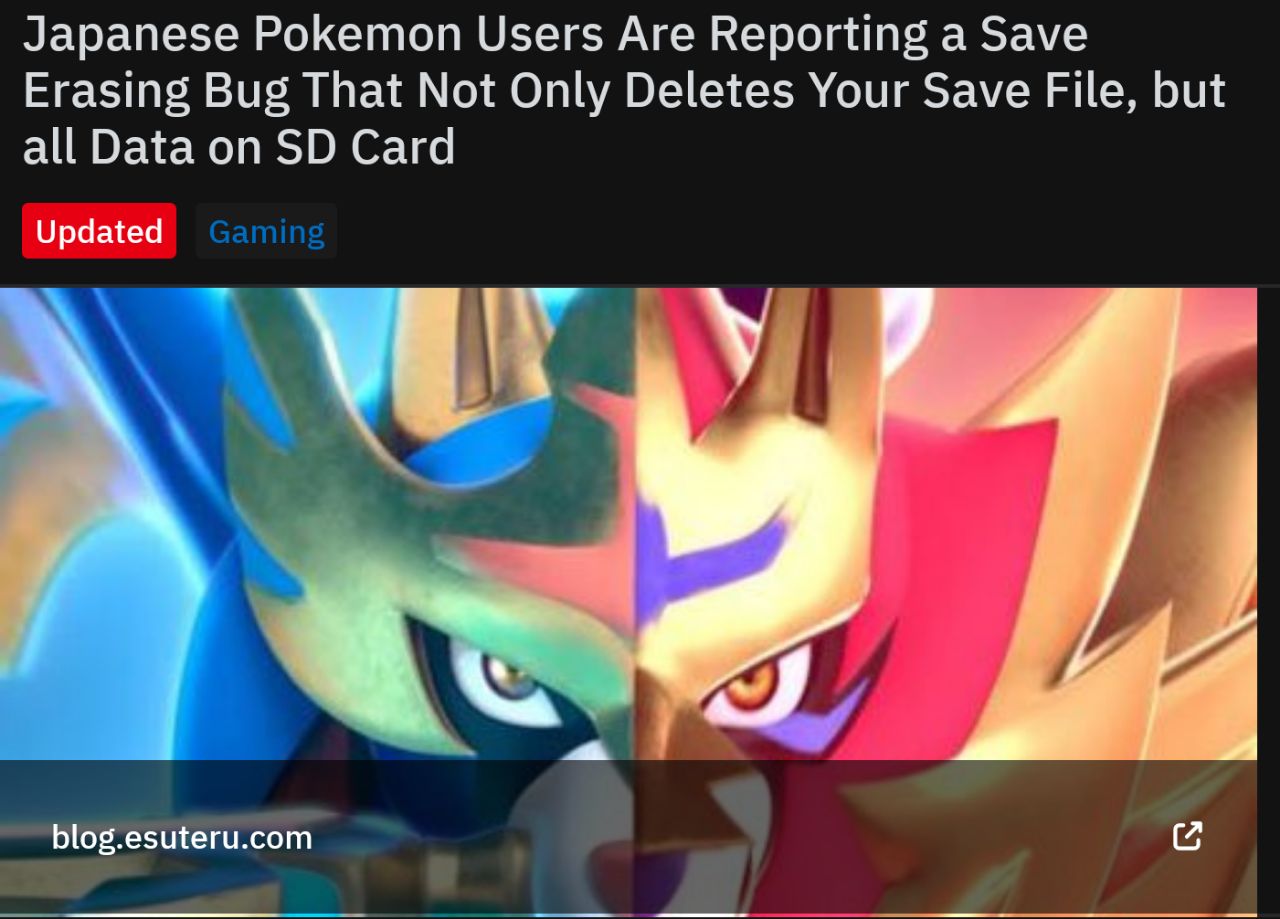 Japanese Pokemon Users Are Reporting a Save
Erasing Bug That Not Only Deletes Your Save File, but
all Data on SD Card
Updated Gaming
blog.esuteru.com